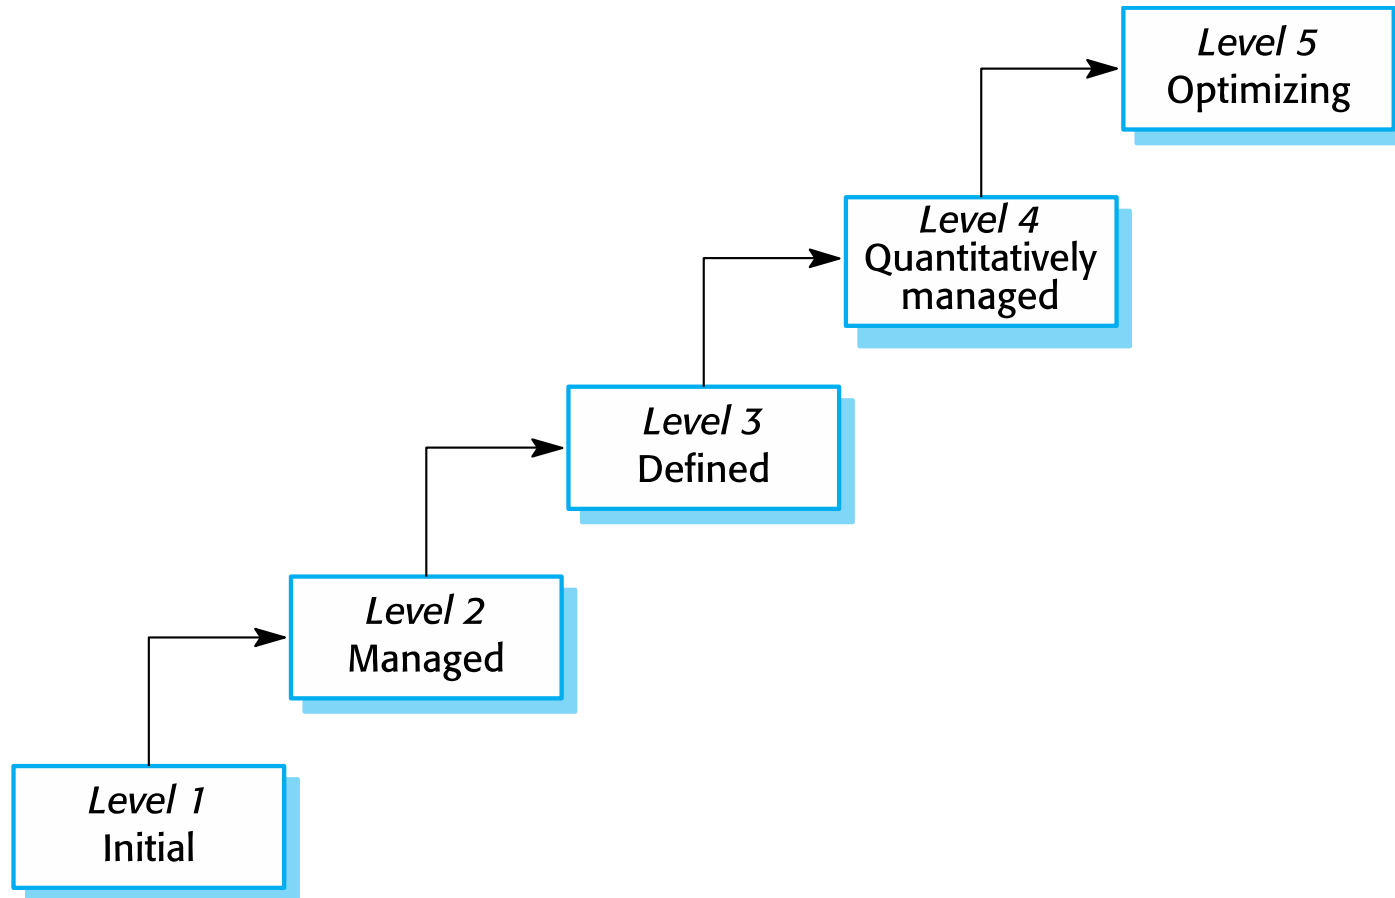 Level 5
Optimizing
Level 4
Quantitatively
managed
Level 3
Defined
Level 2
Managed
Level 1
Initial